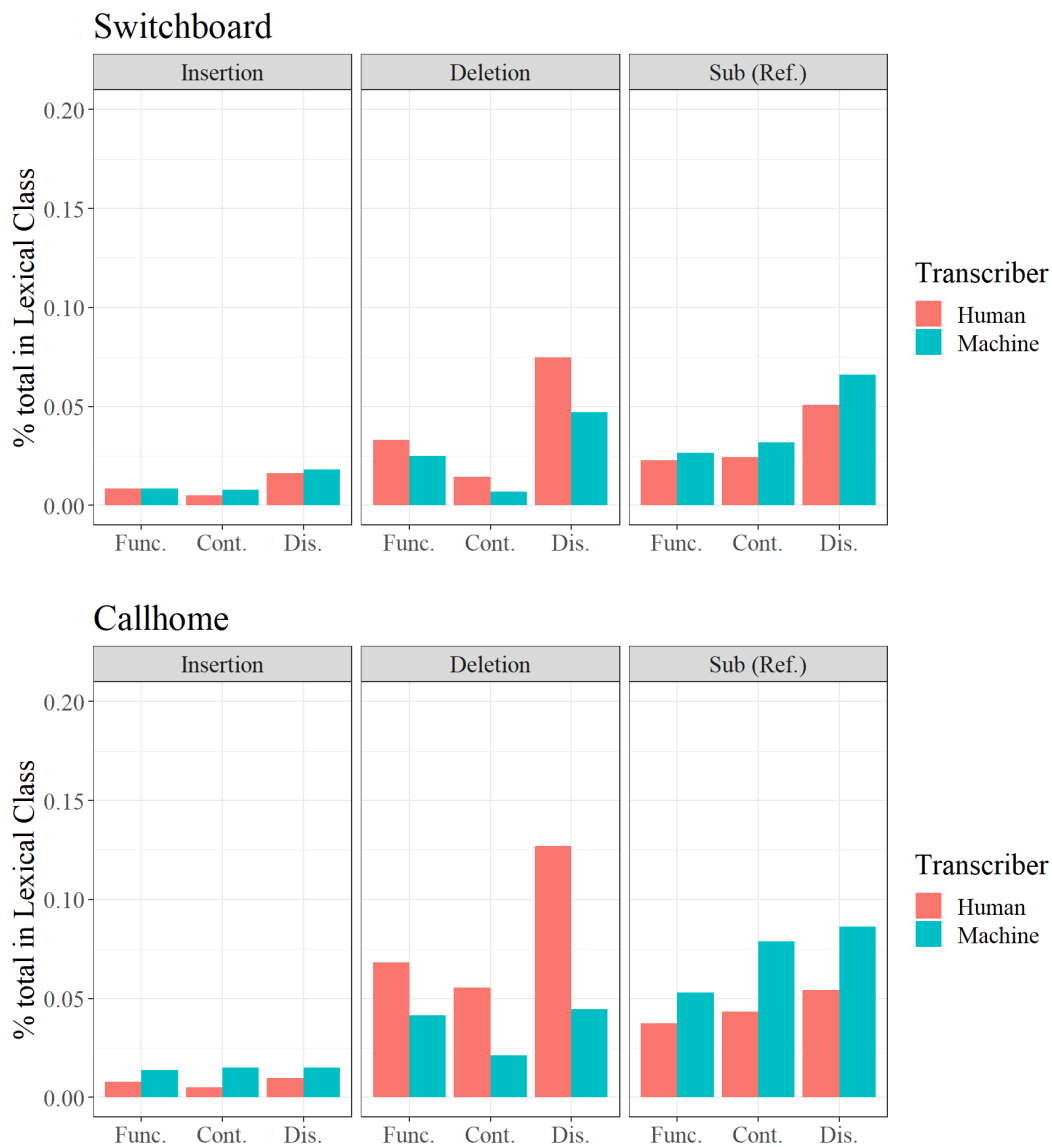 Switchboard
Insertion Deletion Sub (Ref.)
0.20
0.15
0.10
0.05
0.00
% total in Lexical Class
Func. Cont. Dis. Func. Cont. Dis. Func. Cont. Dis.
Transcriber
Human
Machine
Callhome
Insertion Deletion Sub (Ref.)
0.20
0.15
0.10
0.05
0.00
% total in Lexical Class
Func. Cont. Dis. Func. Cont. Dis. Func. Cont. Dis.
Transcriber
Human
Machine